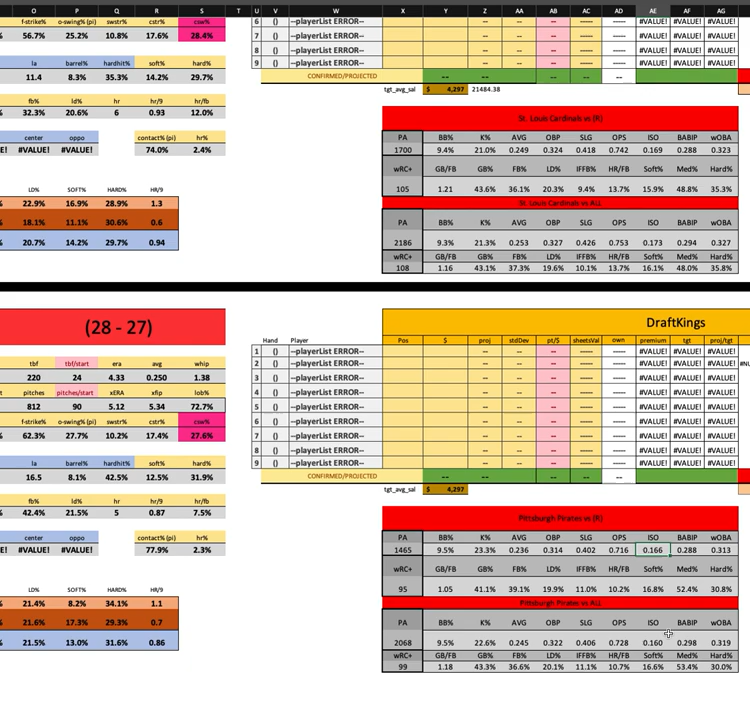 O P Q R S T U V W X Y Z AA AB AC AD AE AF AG
f-strike% o-swing% (pi) swstr% cstr% csw% 6 () --playerList ERROR-- -- -- -- ----- ----- #VALUE! #VALUE! #VALUE!
56.7% 25.2% 10.8% 17.6% 28.4% 7 () --playerList ERROR-- -- -- -- ----- ----- #VALUE! #VALUE! #VALUE!
8 () --playerList ERROR-- -- -- -- ----- ----- #VALUE! #VALUE! #VALUE!
la barrel% hardhit% soft% hard% 9 () --playerList ERROR-- -- -- -- ----- ----- #VALUE! #VALUE! #VALUE!
11.4 8.3% 35.3% 14.2% 29.7% CONFIRMED/PROJECTED -- -- -- -- --
tgt_avg_sal $ 4,297 21484.38
fb% ld% hr hr/9 hr/fb
32.3% 20.6% 6 0.93 12.0% St. Louis Cardinals vs (R)
center oppo contact% (pi) hr% PA BB% K% AVG OBP SLG OPS ISO BABIP wOBA
E! #VALUE! #VALUE! 74.0% 2.4% 1700 9.4% 21.0% 0.249 0.324 0.418 0.742 0.169 0.288 0.323
wRC+ GB/FB GB% FB% LD% IFFB% HR/FB Soft% Med% Hard%
LD% SOFT% HARD% HR/9 105 1.21 43.6% 36.1% 20.3% 9.4% 13.7% 15.9% 48.8% 35.3%
% 22.9% 16.9% 28.9% 1.3 St. Louis Cardinals vs ALL
% 18.1% 11.1% 30.6% 0.6 PA BB% K% AVG OBP SLG OPS ISO BABIP wOBA
% 20.7% 14.2% 29.7% 0.94 2186 9.3% 21.3% 0.253 0.327 0.426 0.753 0.173 0.294 0.327
wRC+ GB/FB GB% FB% LD% IFFB% HR/FB Soft% Med% Hard%
108 1.16 43.1% 37.3% 19.6% 10.1% 13.7% 16.1% 48.0% 35.8%
(28 - 27) DraftKings
Hand Player Pos $ proj stdDev pt/$ sheetsVal own premium tgt proj/tgt
1 () --playerList ERROR-- -- -- -- ----- ----- #VALUE! #VALUE! #VALUE!
tbf tbf/start era avg whip 2 () --playerList ERROR-- -- -- -- ----- ----- #VALUE! #VALUE! #VALUE!
220 24 4.33 0.250 1.38 3 () --playerList ERROR-- -- -- -- ----- ----- #VALUE! #VALUE! #VALUE!
pitches pitches/start xERA xfip lob% 4 () --playerList ERROR-- -- -- -- ----- ----- #VALUE! #VALUE! #VALUE!
812 90 5.12 5.34 72.7% 5 () --playerList ERROR-- -- -- -- ----- ----- #VALUE! #VALUE! #VALUE!
f-strike% o-swing% (pi) swstr% cstr% csw% 6 () --playerList ERROR-- -- -- -- ----- ----- #VALUE! #VALUE! #VALUE!
62.3% 27.7% 10.2% 17.4% 27.6% 7 () --playerList ERROR-- -- -- -- ----- ----- #VALUE! #VALUE! #VALUE!
8 () --playerList ERROR-- -- -- -- ----- ----- #VALUE! #VALUE! #VALUE!
la barrel% hardhit% soft% hard% 9 () --playerList ERROR-- -- -- -- ----- ----- #VALUE! #VALUE! #VALUE!
16.5 8.1% 42.5% 12.5% 31.9% CONFIRMED/PROJECTED -- -- -- -- --
tgt_avg_sal $ 4,297
fb% ld% hr hr/9 hr/fb
42.4% 21.5% 5 0.87 7.5% Pittsburgh Pirates vs (R)
center oppo contact% (pi) hr% PA BB% K% AVG OBP SLG OPS ISO BABIP wOBA
E! #VALUE! #VALUE! 77.9% 2.3% 1465 9.5% 23.3% 0.236 0.314 0.402 0.716 0.166 0.288 0.313
wRC+ GB/FB GB% FB% LD% IFFB% HR/FB Soft% Med% Hard%
LD% SOFT% HARD% HR/9 95 1.05 41.1% 39.1% 19.9% 11.0% 10.2% 16.8% 52.4% 30.8%
% 21.4% 8.2% 34.1% 1.1 Pittsburgh Pirates vs ALL
% 21.6% 17.3% 29.3% 0.7 PA BB% K% AVG OBP SLG OPS ISO BABIP wOBA
% 21.5% 13.0% 31.6% 0.86 2068 9.5% 22.6% 0.245 0.322 0.406 0.728 0.160 0.298 0.319
wRC+ GB/FB GB% FB% LD% IFFB% HR/FB Soft% Med% Hard%
99 1.18 43.3% 36.6% 20.1% 11.1% 10.7% 16.6% 53.4% 30.0%